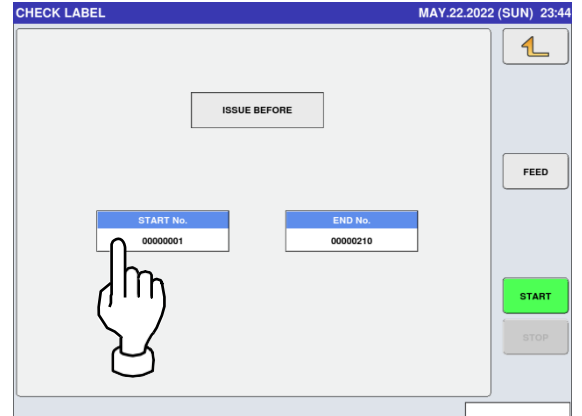 CHECK LABEL MAY.22.2022 (SUN) 23:44
ISSUE BEFORE
FEED
START No. END No.
00000001 00000210
START
STOP